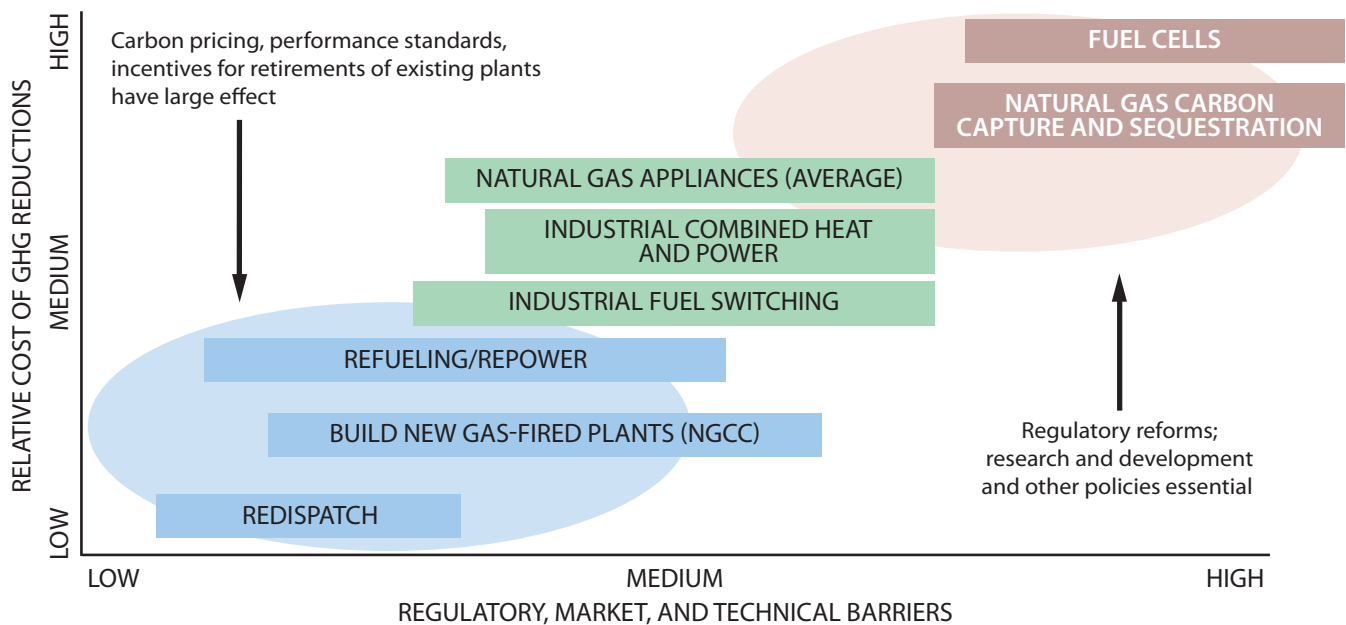 RELATIVE COST OF GHG REDUCTIONS
HIGH
MEDIUM
LOW
Carbon pricing, performance standards,
incentives for retirements of existing plants
have large effect
FUEL CELLS
NATURAL GAS CARBON
CAPTURE AND SEQUESTRATION
NATURAL GAS APPLIANCES (AVERAGE)
INDUSTRIAL COMBINED HEAT
AND POWER
INDUSTRIAL FUEL SWITCHING
REFUELING/REPOWER
BUILD NEW GAS-FIRED PLANTS (NGCC)
REDISPATCH
Regulatory reforms;
research and development
and other policies essential
LOW
MEDIUM
HIGH
REGULATORY, MARKET, AND TECHNICAL BARRIERS